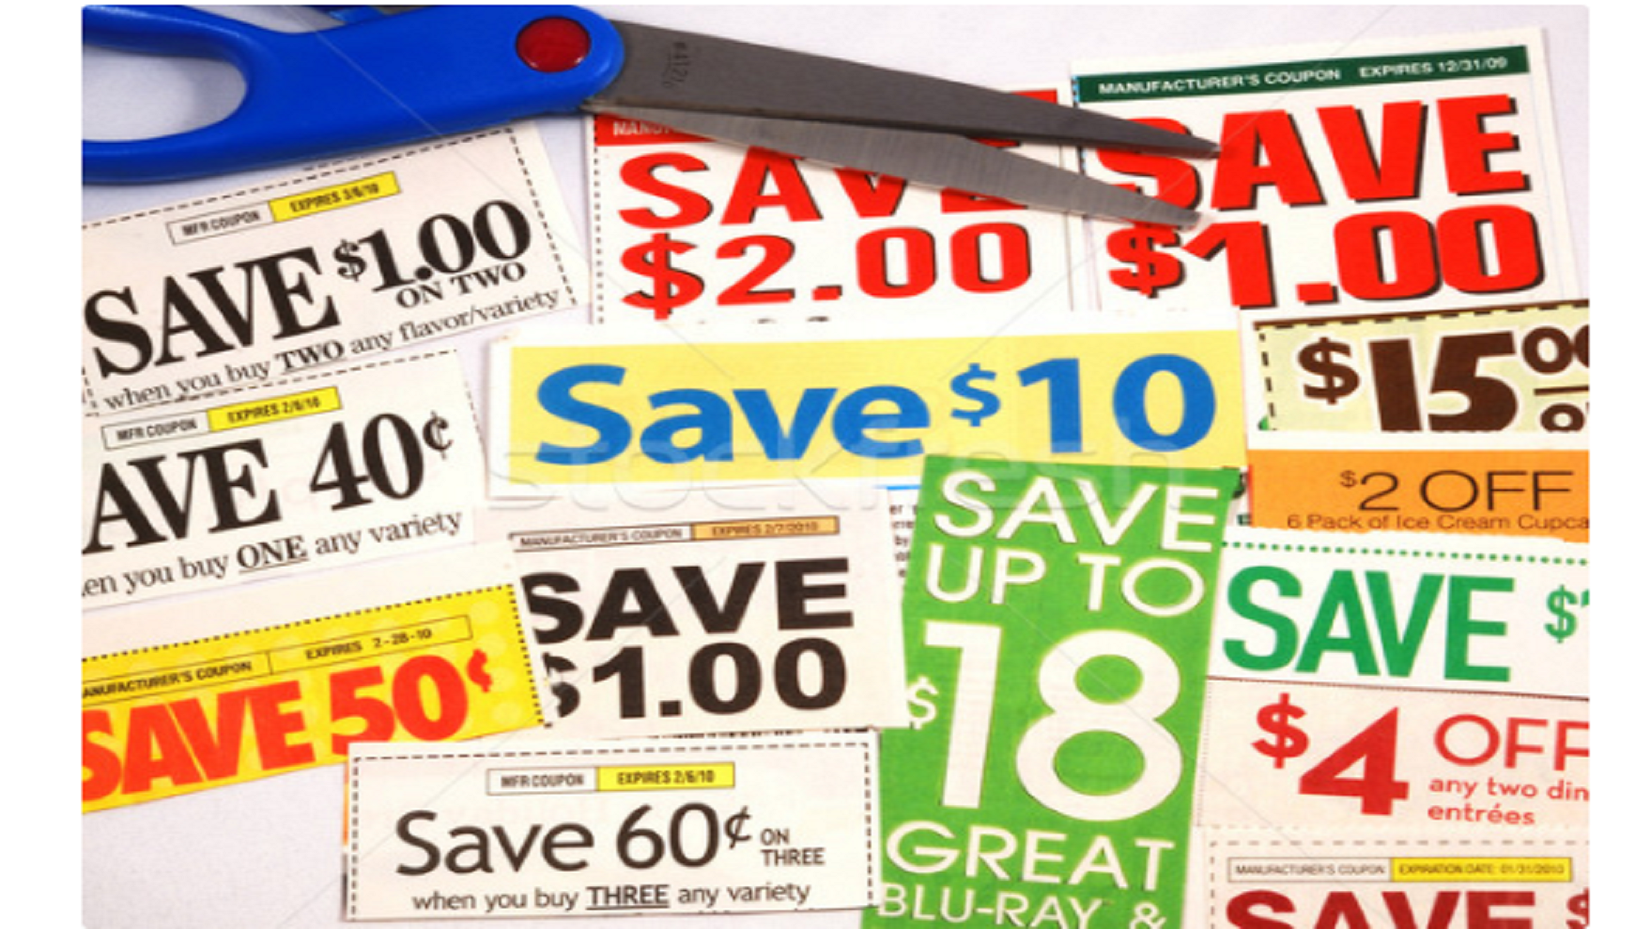 MFR COUPON EXPIRES 3/6/10
SAVE $1.00
ON TWO
when you buy TWO any flavor/variety
SAVE
$2.00
MANUFACTURER'S COUPON EXPIRES 12/31/09
SAVE
$1.00
MFR COUPON EXPIRES 2/6/10
AVE 40¢
en you buy ONE any variety
Save $10
$15
$2 OFF
6 Pack of Ice Cream Cupca
ANUFACTURER'S COUPON EXPIRES 2-28-10
SAVE 50¢
MANUFACTURER'S COUPON EXPIRES 2/7/2010
SAVE
$1.00
SAVE
UP TO
$18
GREAT
BLU-RAY &
SAVE $
$4 OFF
any two din
entrées
MFR COUPON EXPIRES 2/6/10
Save 60¢ ON
THREE
when you buy THREE any variety
MANUFACTURER'S COUPON EXPIRATION DATE: 01/31/2010
SAVE $
stockfresh